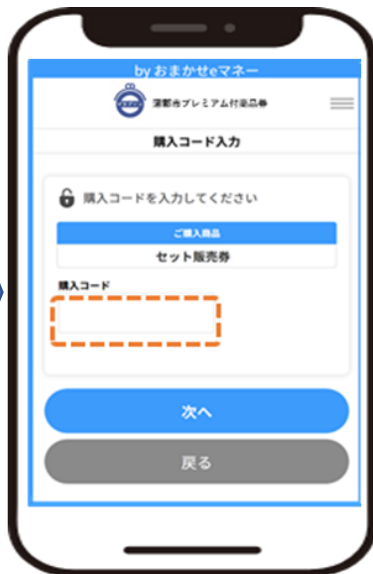 by おまかせeマネー
蒲郡市プレミアム付商品券
購入コード入力
購入コードを入力してください
ご購入商品
セット販売券
購入コード
次へ
戻る